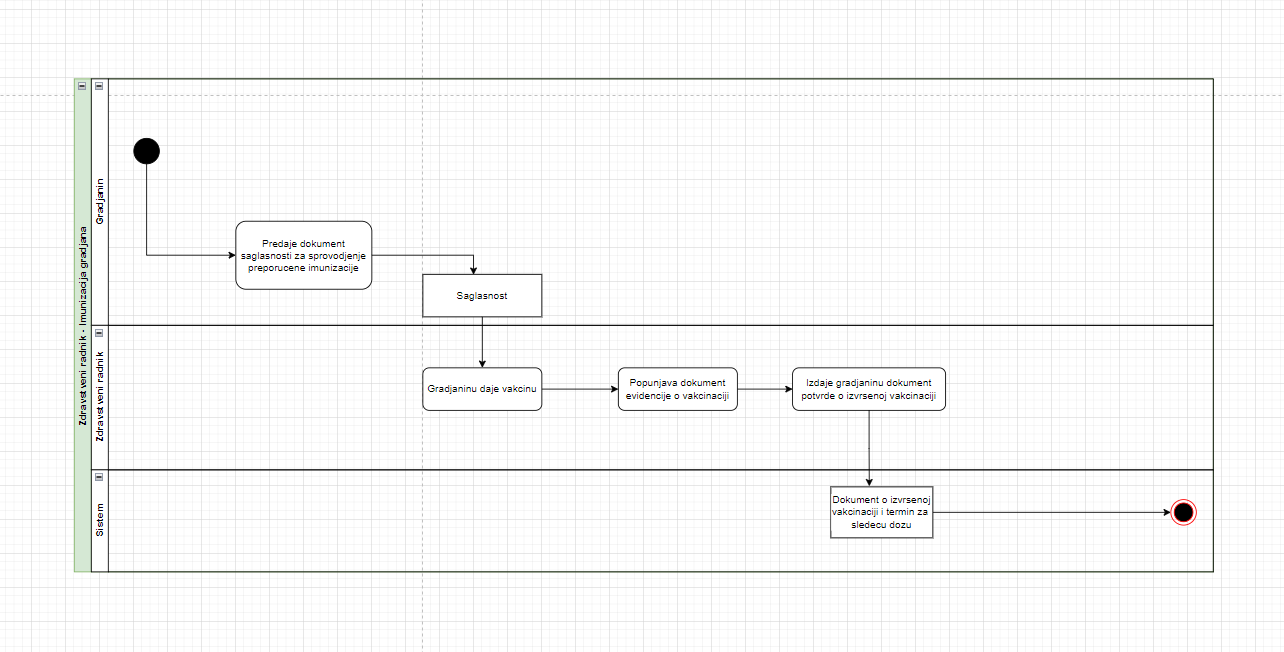 Zdravstveni radnik - Imunizacija gradjana
Gradjanin
Predaje dokument
saglasnosti za sprovodjenje
preporucene imunizacije
Saglasnost
Zdravstveni radnik
Gradjaninu daje vakcinu
Popunjava dokument
evidencije o vakcinaciji
Izdaje gradjaninu dokument
potvrde o izvrsenoj vakcinaciji
Sistem
Dokument o izvrsenoj
vakcinaciji i termin za
sledecu dozu